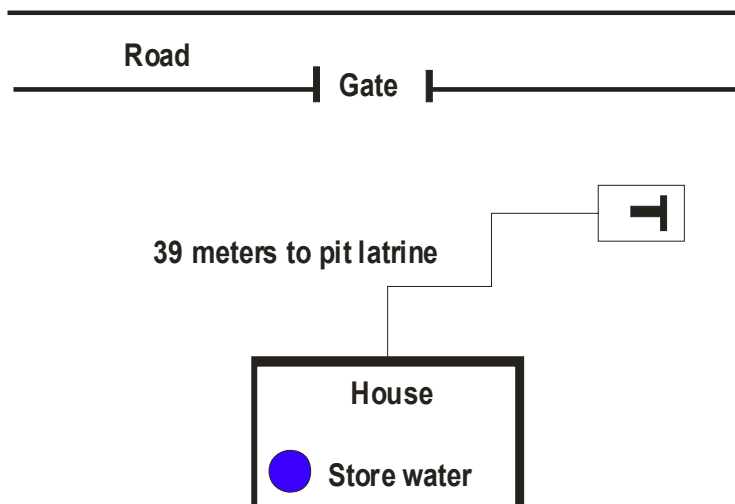 Road
Gate
T
39 meters to pit latrine
House
Store water